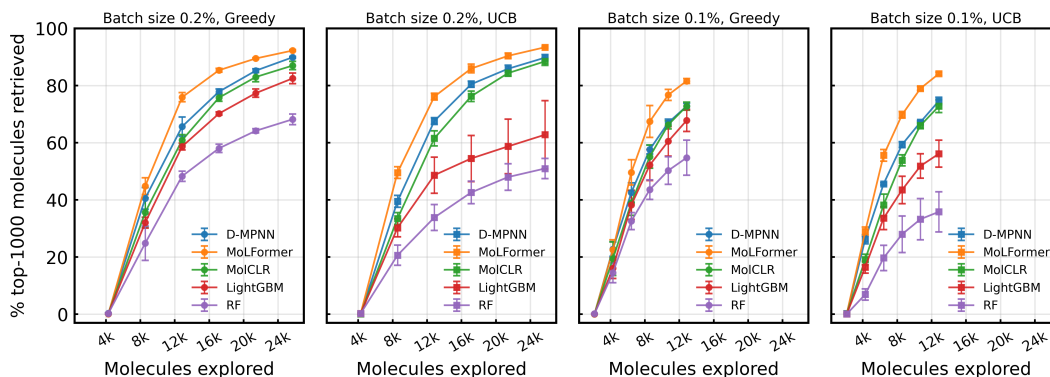 Batch size 0.2%, Greedy
Batch size 0.2%, UCB
Batch size 0.1%, Greedy
Batch size 0.1%, UCB
% top-1000 molecules retrieved
100
80
60
40
20
0
D-MPNN
MoLFormer
MolCLR
LightGBM
RF
D-MPNN
MoLFormer
MolCLR
LightGBM
RF
D-MPNN
MoLFormer
MolCLR
LightGBM
RF
D-MPNN
MoLFormer
MolCLR
LightGBM
RF
4k 8k 12k 16k 20k 24k
4k 8k 12k 16k 20k 24k
4k 8k 12k 16k 20k 24k
4k 8k 12k 16k 20k 24k
Molecules explored
Molecules explored
Molecules explored
Molecules explored